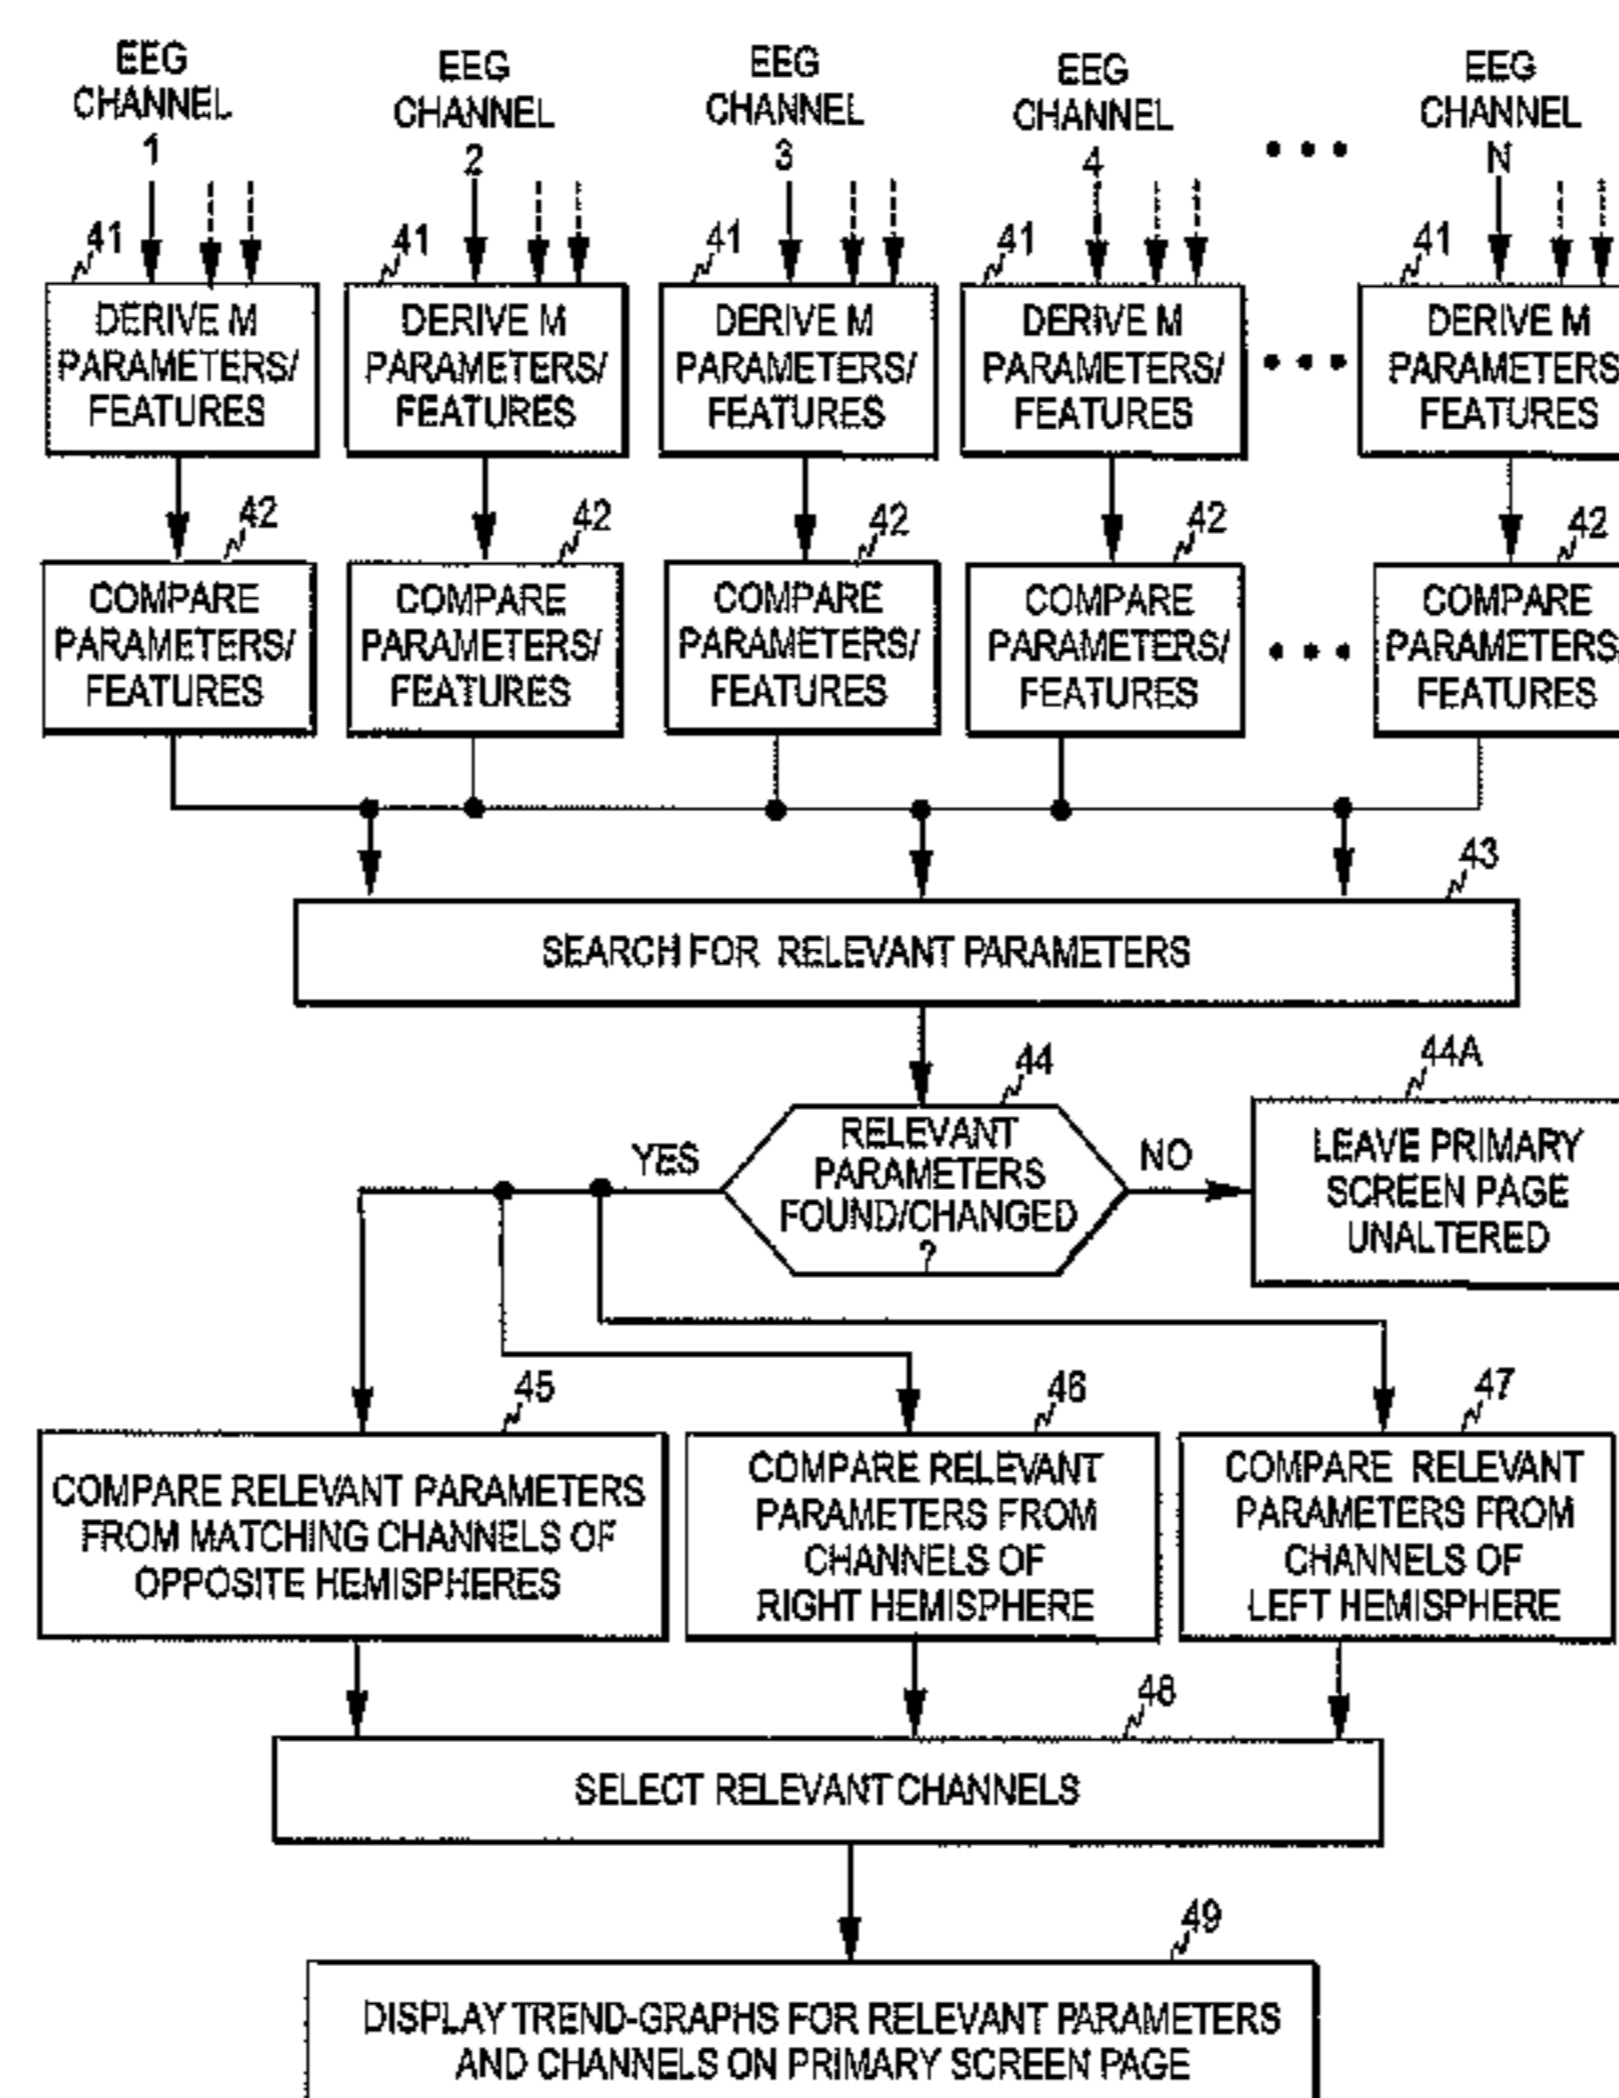 EEG
CHANNEL
1
EEG
CHANNEL
2
EEG
CHANNEL
3
EEG
CHANNEL
4
EEG
CHANNEL
N
41
41
41
41
41
DERIVE M
PARAMETERS/
FEATURES
DERIVE M
PARAMETERS/
FEATURES
DERIVE M
PARAMETERS/
FEATURES
DERIVE M
PARAMETERS/
FEATURES
DERIVE M
PARAMETERS
FEATURES
42
42
42
42
42
COMPARE
PARAMETERS/
FEATURES
COMPARE
PARAMETERS/
FEATURES
COMPARE
PARAMETERS/
FEATURES
COMPARE
PARAMETERS/
FEATURES
COMPARE
PARAMETERS/
FEATURES
43
SEARCH FOR RELEVANT PARAMETERS
44
RELEVANT
PARAMETERS
FOUND/CHANGED
?
YES
NO
44A
LEAVE PRIMARY
SCREEN PAGE
UNALTERED
45
COMPARE RELEVANT PARAMETERS
FROM MATCHING CHANNELS OF
OPPOSITE HEMISPHERES
46
COMPARE RELEVANT
PARAMETERS FROM
CHANNELS OF
RIGHT HEMISPHERE
47
COMPARE RELEVANT
PARAMETERS FROM
CHANNELS OF
LEFT HEMISPHERE
48
SELECT RELEVANT CHANNELS
49
DISPLAY TREND-GRAPHS FOR RELEVANT PARAMETERS
AND CHANNELS ON PRIMARY SCREEN PAGE